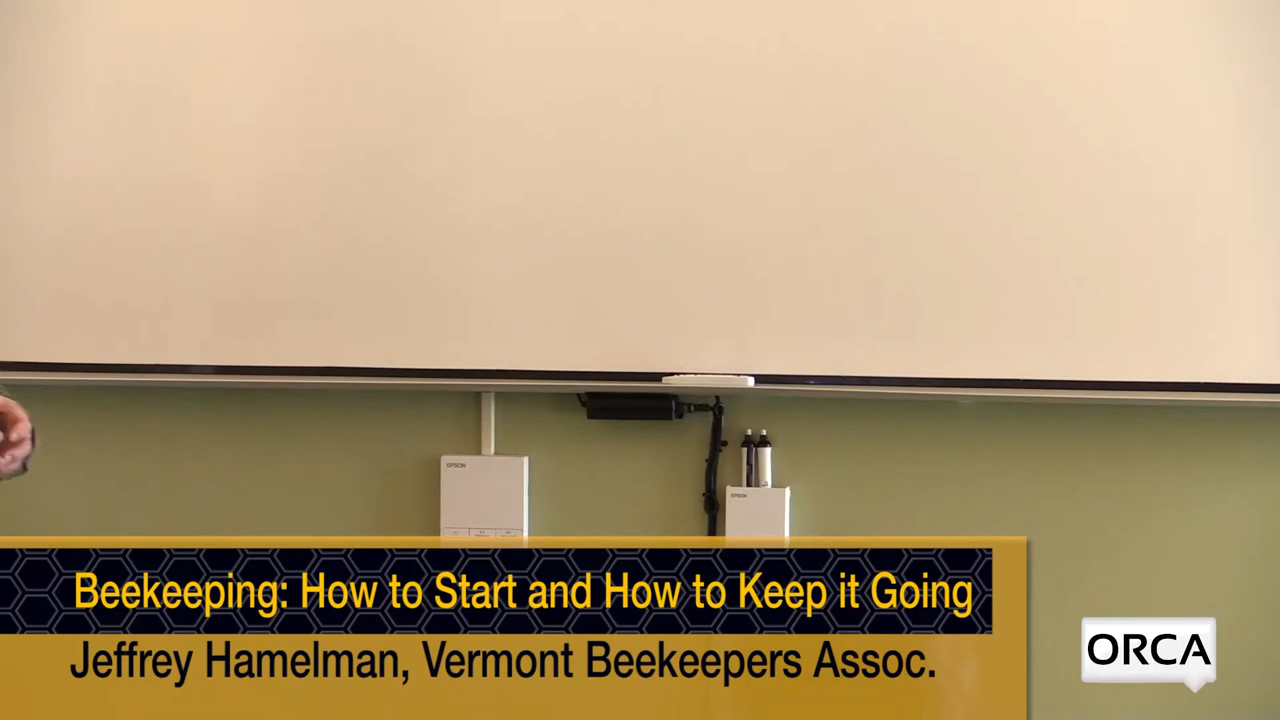 EPSON
EPSON
Beekeeping: How to Start and How to Keep it Going
Jeffrey Hamelman, Vermont Beekeepers Assoc.
ORCA